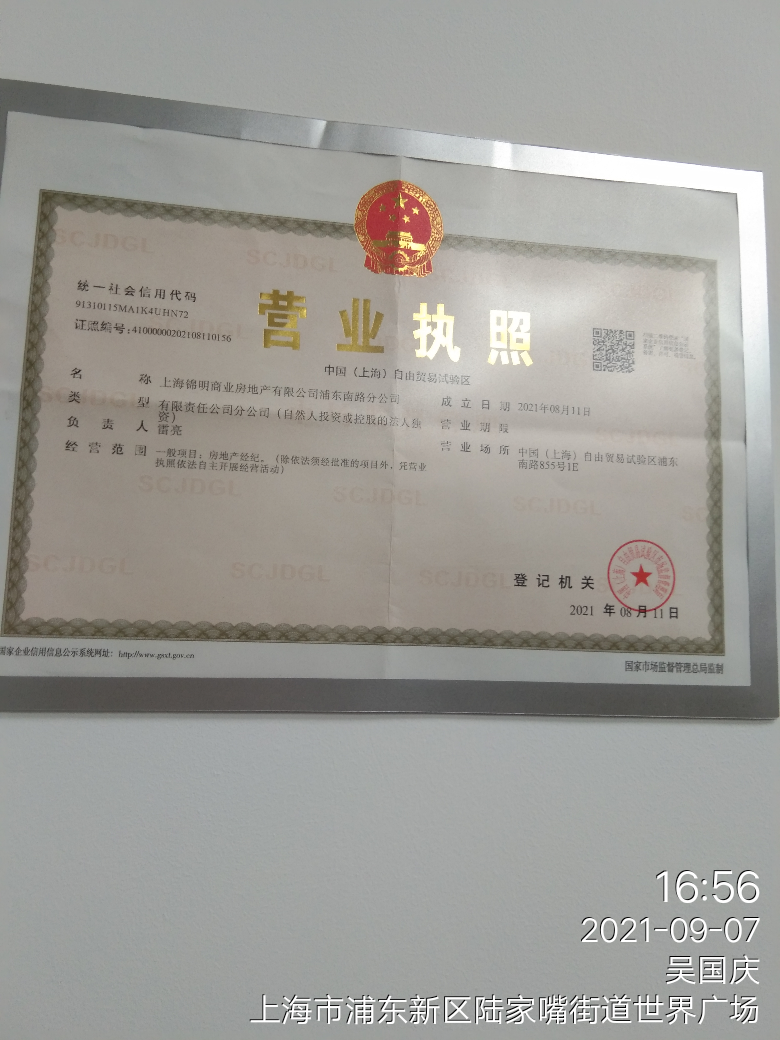 统一社会信用代码
91310115MA1K4UHN72
证照编号:41000000202108110156
营业执照
中国（上海）自由贸易试验区
名称 上海锦明商业房地产有限公司浦东南路分公司
类型 有限责任公司分公司（自然人投资或控股的法人独
资）
负责人 雷亮
经营范围 一般项目：房地产经纪。（除依法须经批准的项目外，凭营业
执照依法自主开展经营活动）
成立日期 2021年08月11日
营业期限
营业场所 中国（上海）自由贸易试验区浦东
南路855号1E
登记机关
2021 年 08 月 11 日
国家企业信用信息公示系统网址: http://www.gsxt.gov.cn
国家市场监督管理总局监制
SCJDGL
SCJDGL
SCJDGL
SCJDGL
SCJDGL
SCJDGL
SCJDGL
SCJDGL
16:56
2021-09-07
吴国庆
上海市浦东新区陆家嘴街道世界广场